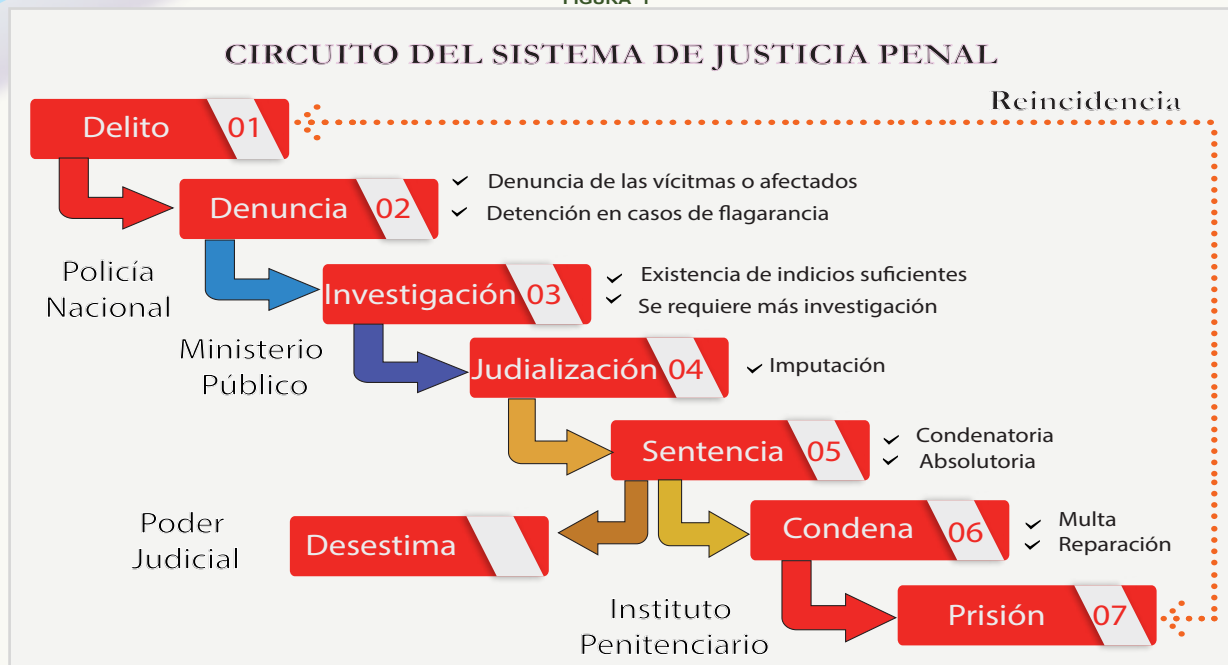 FIGURA 1
CIRCUITO DEL SISTEMA DE JUSTICIA PENAL
Reincidencia
Delito 01
Denuncia 02
Denuncia de las vícitmas o afectados
Detención en casos de flagarancia
Policía
Nacional
Investigación 03
Existencia de indicios suficientes
Se requiere más investigación
Ministerio
Público
Judialización 04
Imputación
Sentencia 05
Condenatoria
Absolutoria
Poder
Judicial
Desestima
Condena 06
Multa
Reparación
Instituto
Penitenciario
Prisión 07